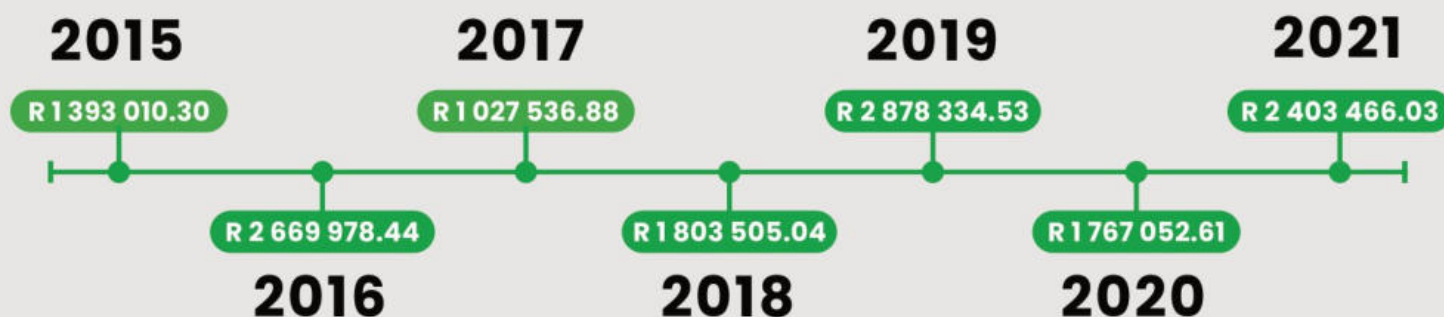 2015
2017
2019
2021
R 1 393 010.30
R 1 027 536.88
R 2 878 334.53
R 2 403 466.03
R 2 669 978.44
R 1 803 505.04
R 1 767 052.61
2016
2018
2020